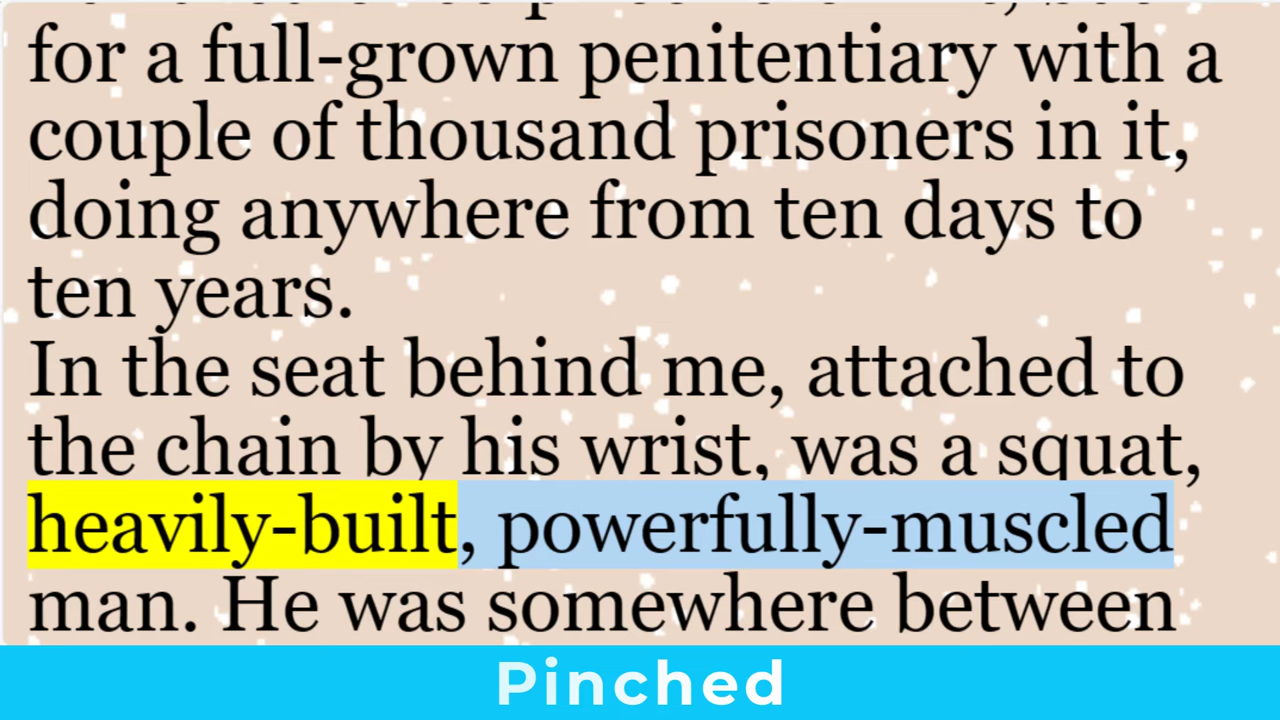 for a full-grown penitentiary with a
couple of thousand prisoners in it,
doing anywhere from ten days to
ten years.
In the seat behind me, attached to
the chain by his wrist, was a squat,
heavily-built, powerfully-muscled
man. He was somewhere between
Pinched